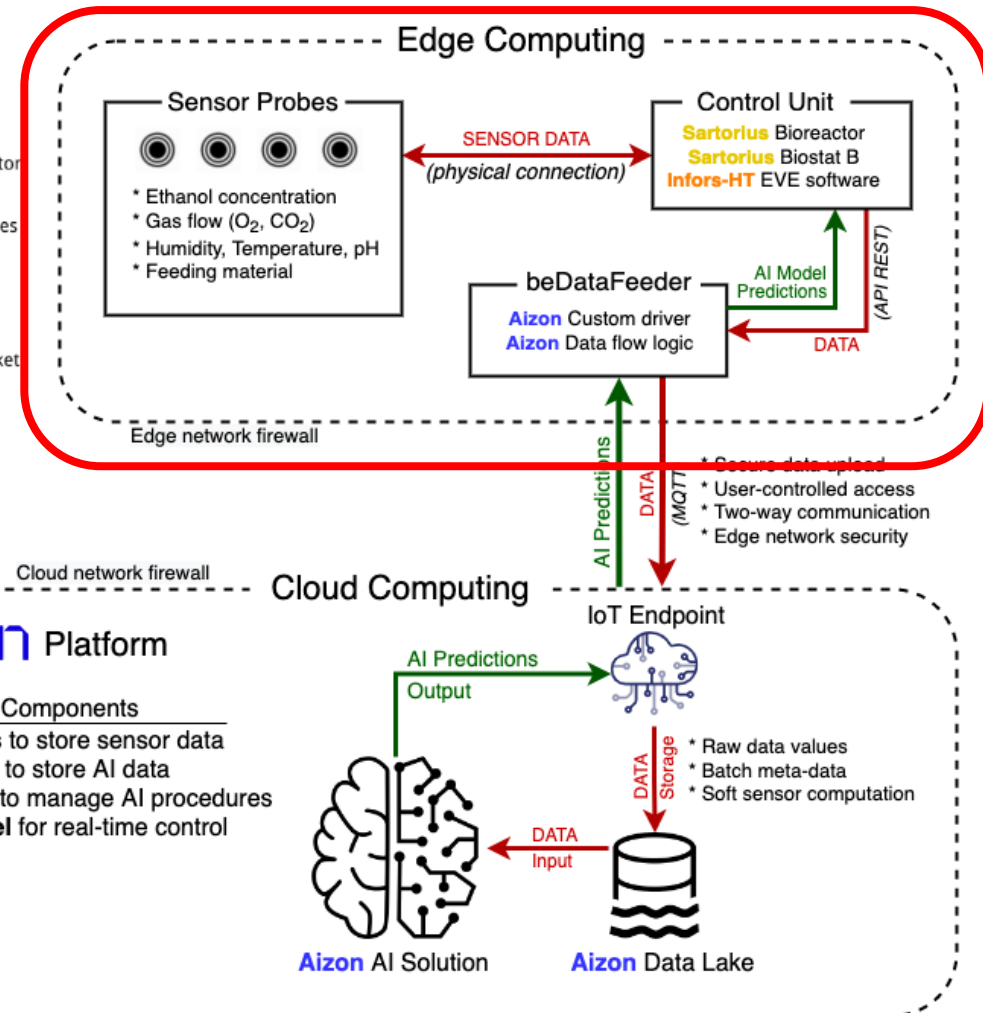 Edge Computing
Sensor Probes
* Ethanol concentration
* Gas flow (O₂, CO₂)
* Humidity, Temperature, pH
* Feeding material
SENSOR DATA
(physical connection)
Control Unit
Sartorius Bioreactor
Sartorius Biostat B
Infors-HT EVE software
tor
es
ket
beDataFeeder
Aizon Custom driver
Aizon Data flow logic
AI Model
Predictions
(API REST)
DATA
Edge network firewall
AI Predictions
DATA
(MQTT
* Secure data upload
* User-controlled access
* Two-way communication
* Edge network security
Cloud network firewall
Cloud Computing
n Platform
Components
s to store sensor data
to store AI data
to manage AI procedures
el for real-time control
IoT Endpoint
AI Predictions
Output
DATA
Storage
* Raw data values
* Batch meta-data
* Soft sensor computation
DATA
Input
Aizon AI Solution
Aizon Data Lake